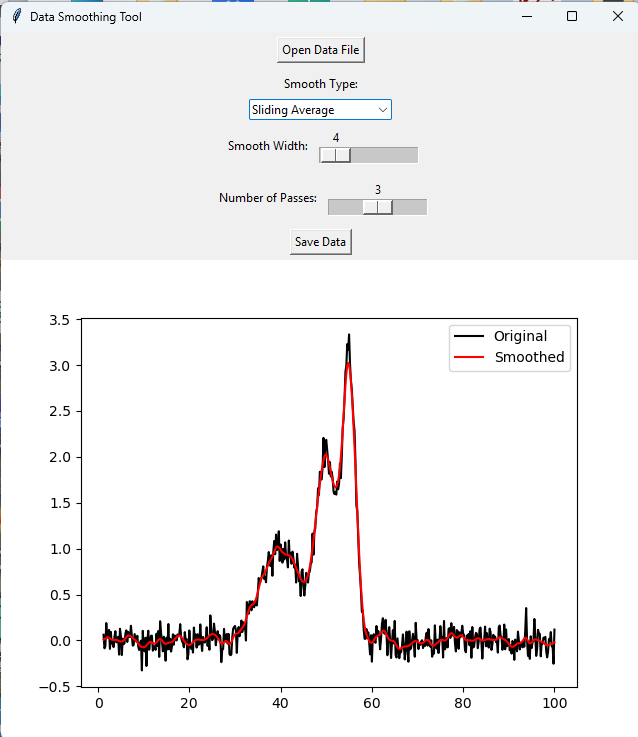 Data Smoothing Tool
Open Data File
Smooth Type:
Sliding Average
4
Smooth Width:
3
Number of Passes:
Save Data
3.5
3.0
2.5
2.0
1.5
1.0
0.5
0.0
−0.5
Original
Smoothed
0 20 40 60 80 100